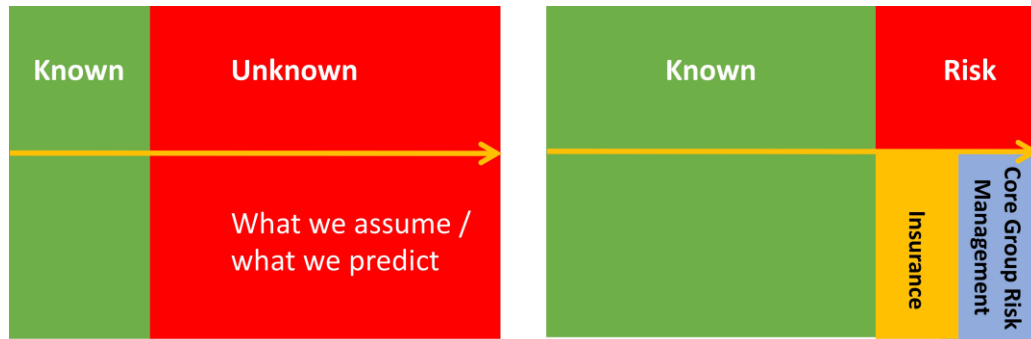 Known
Unknown
What we assume /
what we predict
Known
Risk
Insurance
Core Group Risk
Management